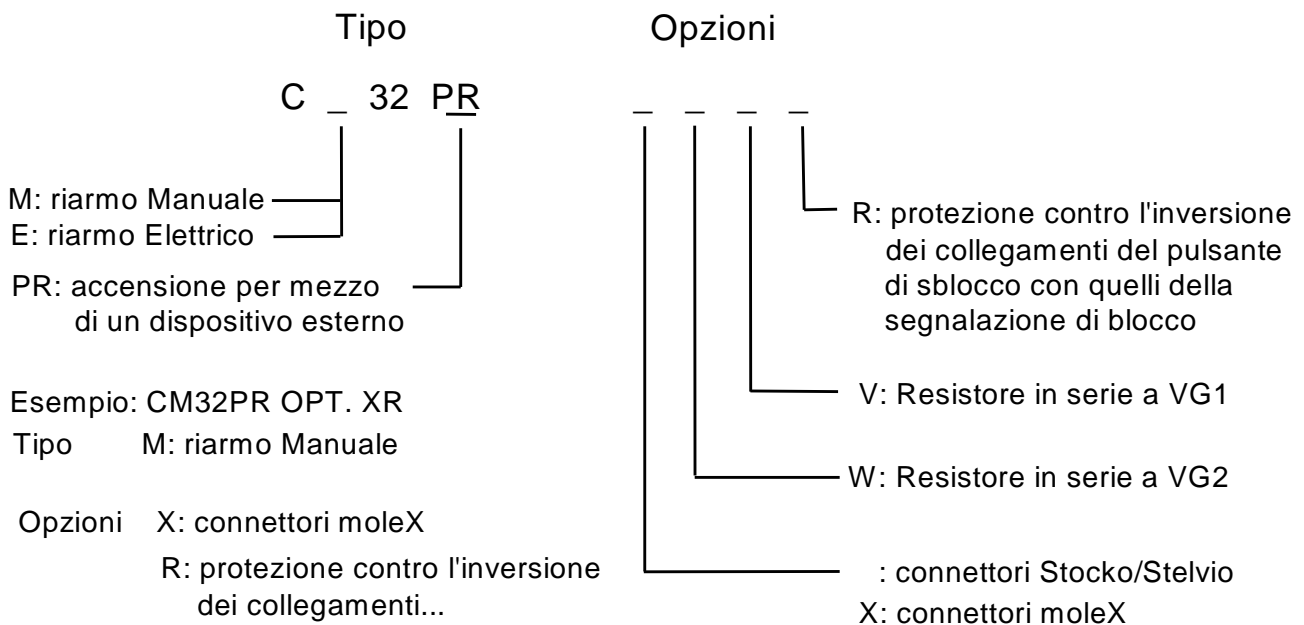 Tipo Opzioni
C _ 32 PR _ _ _ _
M: riarmo Manuale
E: riarmo Elettrico
PR: accensione per mezzo
di un dispositivo esterno
R: protezione contro l'inversione
dei collegamenti del pulsante
di sblocco con quelli della
segnalazione di blocco
Esempio: CM32PR OPT. XR
Tipo M: riarmo Manuale
V: Resistore in serie a VG1
W: Resistore in serie a VG2
Opzioni X: connettori moleX
R: protezione contro l'inversione
dei collegamenti...
: connettori Stocko/Stelvio
X: connettori moleX